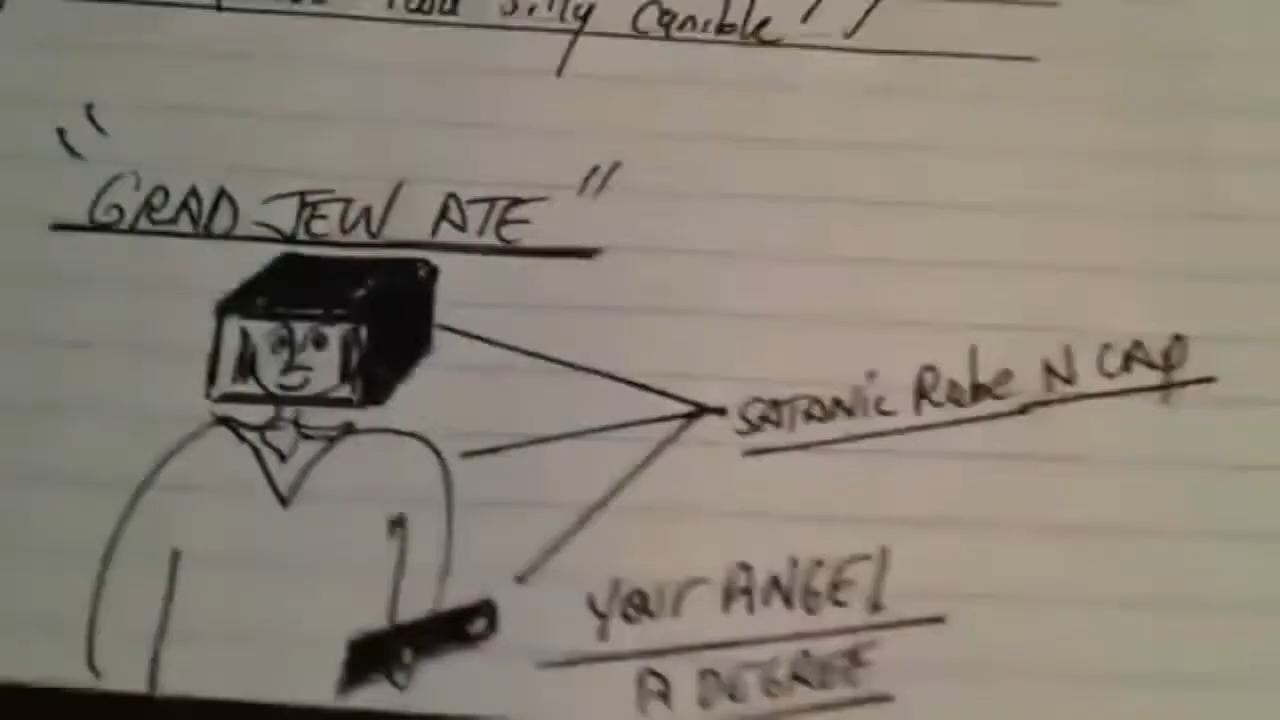 silly Canible
"GRAD JEW ATE"
SATANIC Robe N CAP
your ANGEL
A DEGREE